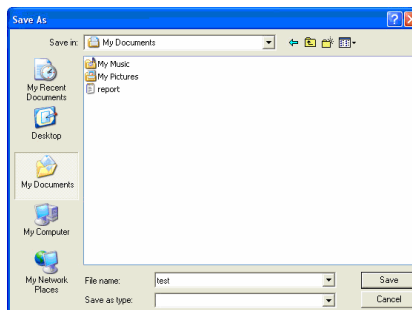 Save As
Save in:
My Documents
My Recent
Documents
Desktop
My Documents
My Computer
My Network
Places
My Music
My Pictures
report
File name:
test
Save
Save as type:
Cancel